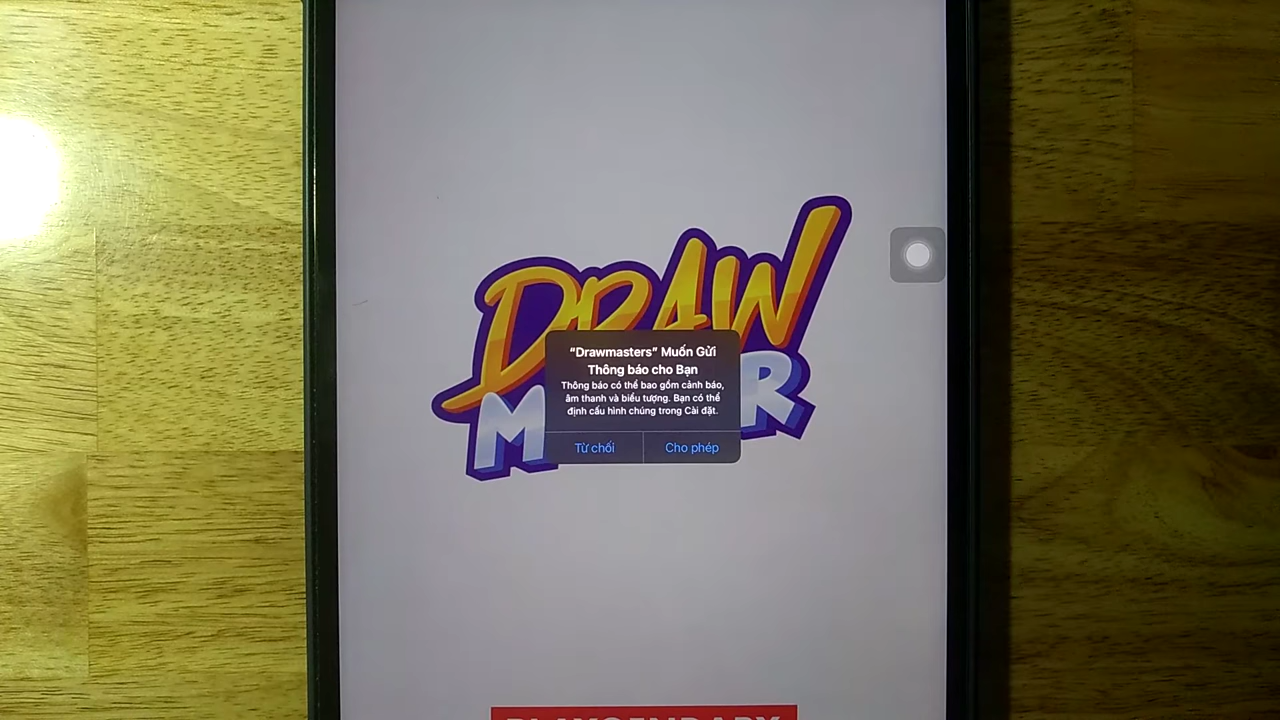 DRAW
"Drawmasters" Muốn Gửi
Thông báo cho Bạn
Thông báo có thể bao gồm cảnh báo,
âm thanh và biểu tượng. Bạn có thể
định cấu hình chúng trong Cài đặt.
Từ chối
Cho phép